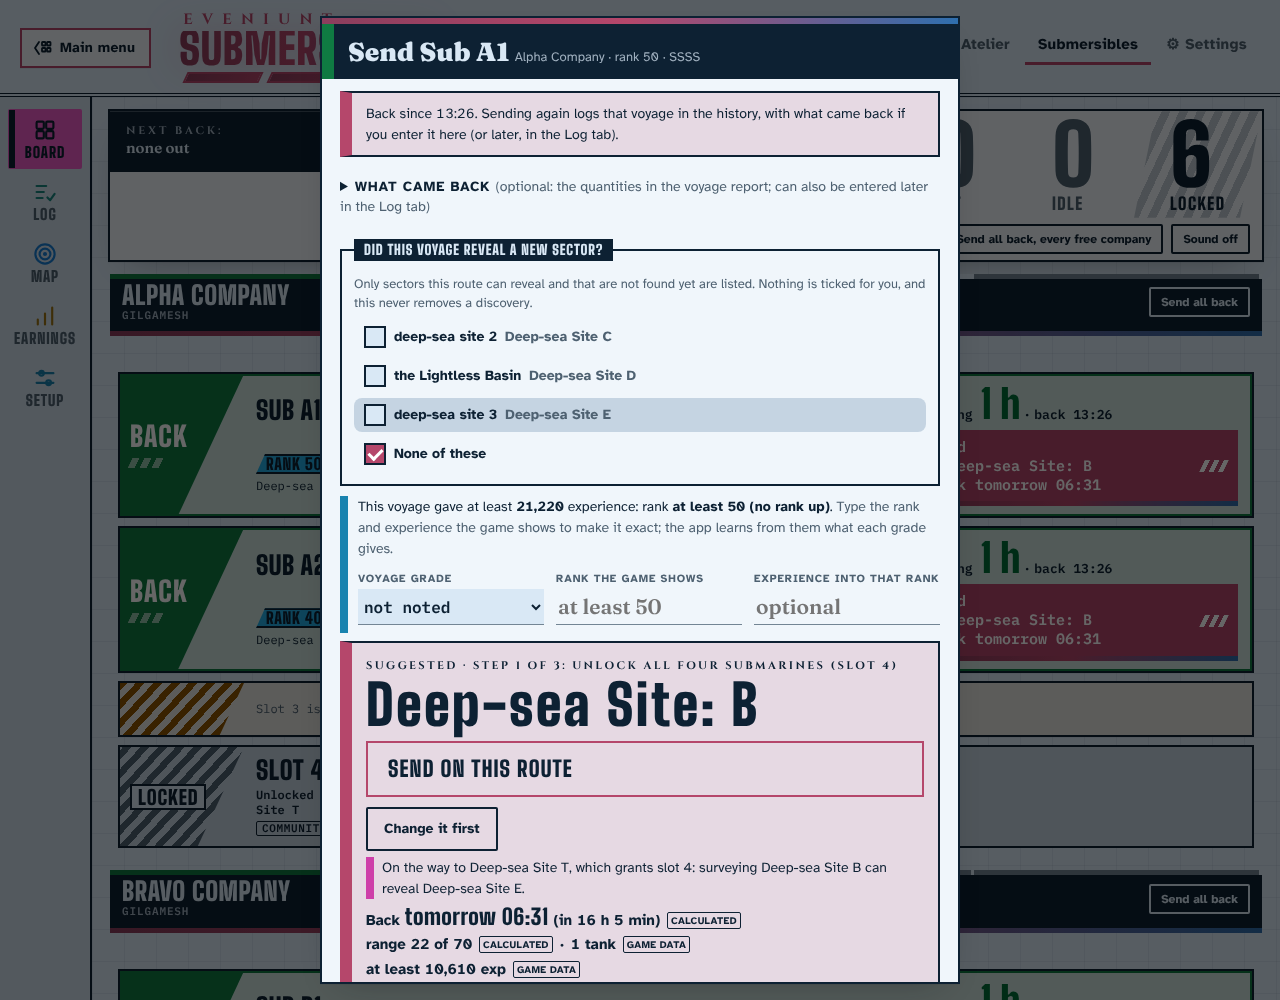 EVENIUNT
SUBMERS
Main menu
Atelier
Submersibles
Settings
BOARD
LOG
MAP
EARNINGS
SETUP
NEXT BACK:
none out
0
IDLE
6
LOCKED
Send all back, every free company
Sound off
ALPHA COMPANY
GILGAMESH
Send all back
BACK
SUB A1
RANK 50
Deep-sea
1 h · back 13:26
Deep-sea Site: B
tomorrow 06:31
BACK
SUB A2
RANK 40
Deep-sea
1 h · back 13:26
Deep-sea Site: B
tomorrow 06:31
Slot 3 is
LOCKED
SLOT 4
Unlocked
Site T
COMMUNIT
BRAVO COMPANY
GILGAMESH
Send all back
Send Sub A1 Alpha Company · rank 50 · SSSS
Back since 13:26. Sending again logs that voyage in the history, with what came back if
you enter it here (or later, in the Log tab).
WHAT CAME BACK (optional: the quantities in the voyage report; can also be entered later
in the Log tab)
DID THIS VOYAGE REVEAL A NEW SECTOR?
Only sectors this route can reveal and that are not found yet are listed. Nothing is ticked for you, and
this never removes a discovery.
deep-sea site 2 Deep-sea Site C
the Lightless Basin Deep-sea Site D
deep-sea site 3 Deep-sea Site E
None of these
This voyage gave at least 21,220 experience: rank at least 50 (no rank up). Type the rank
and experience the game shows to make it exact; the app learns from them what each grade
gives.
VOYAGE GRADE
RANK THE GAME SHOWS
EXPERIENCE INTO THAT RANK
not noted
at least 50
optional
SUGGESTED · STEP 1 OF 3: UNLOCK ALL FOUR SUBMARINES (SLOT 4)
Deep-sea Site: B
SEND ON THIS ROUTE
Change it first
On the way to Deep-sea Site T, which grants slot 4: surveying Deep-sea Site B can
reveal Deep-sea Site E.
Back tomorrow 06:31 (in 16 h 5 min) CALCULATED
range 22 of 70 CALCULATED · 1 tank GAME DATA
at least 10,610 exp GAME DATA